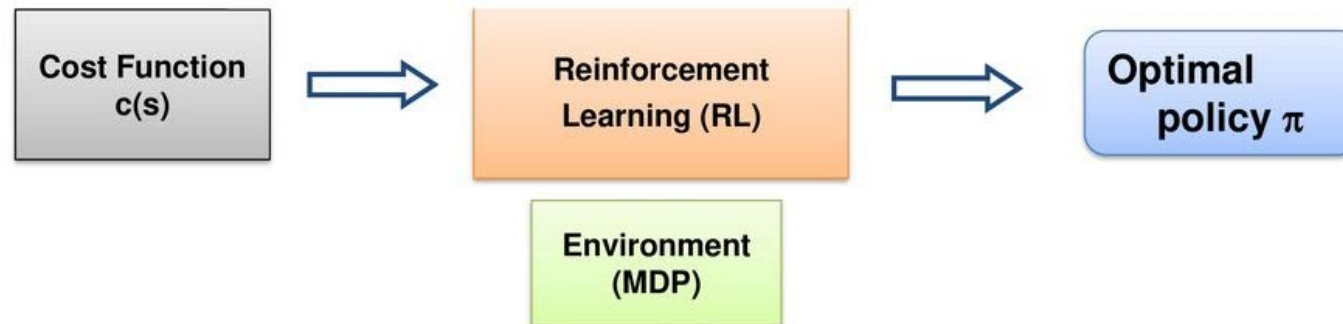 Cost Function
c(s)
Reinforcement
Learning (RL)
Optimal
policy π
Environment
(MDP)